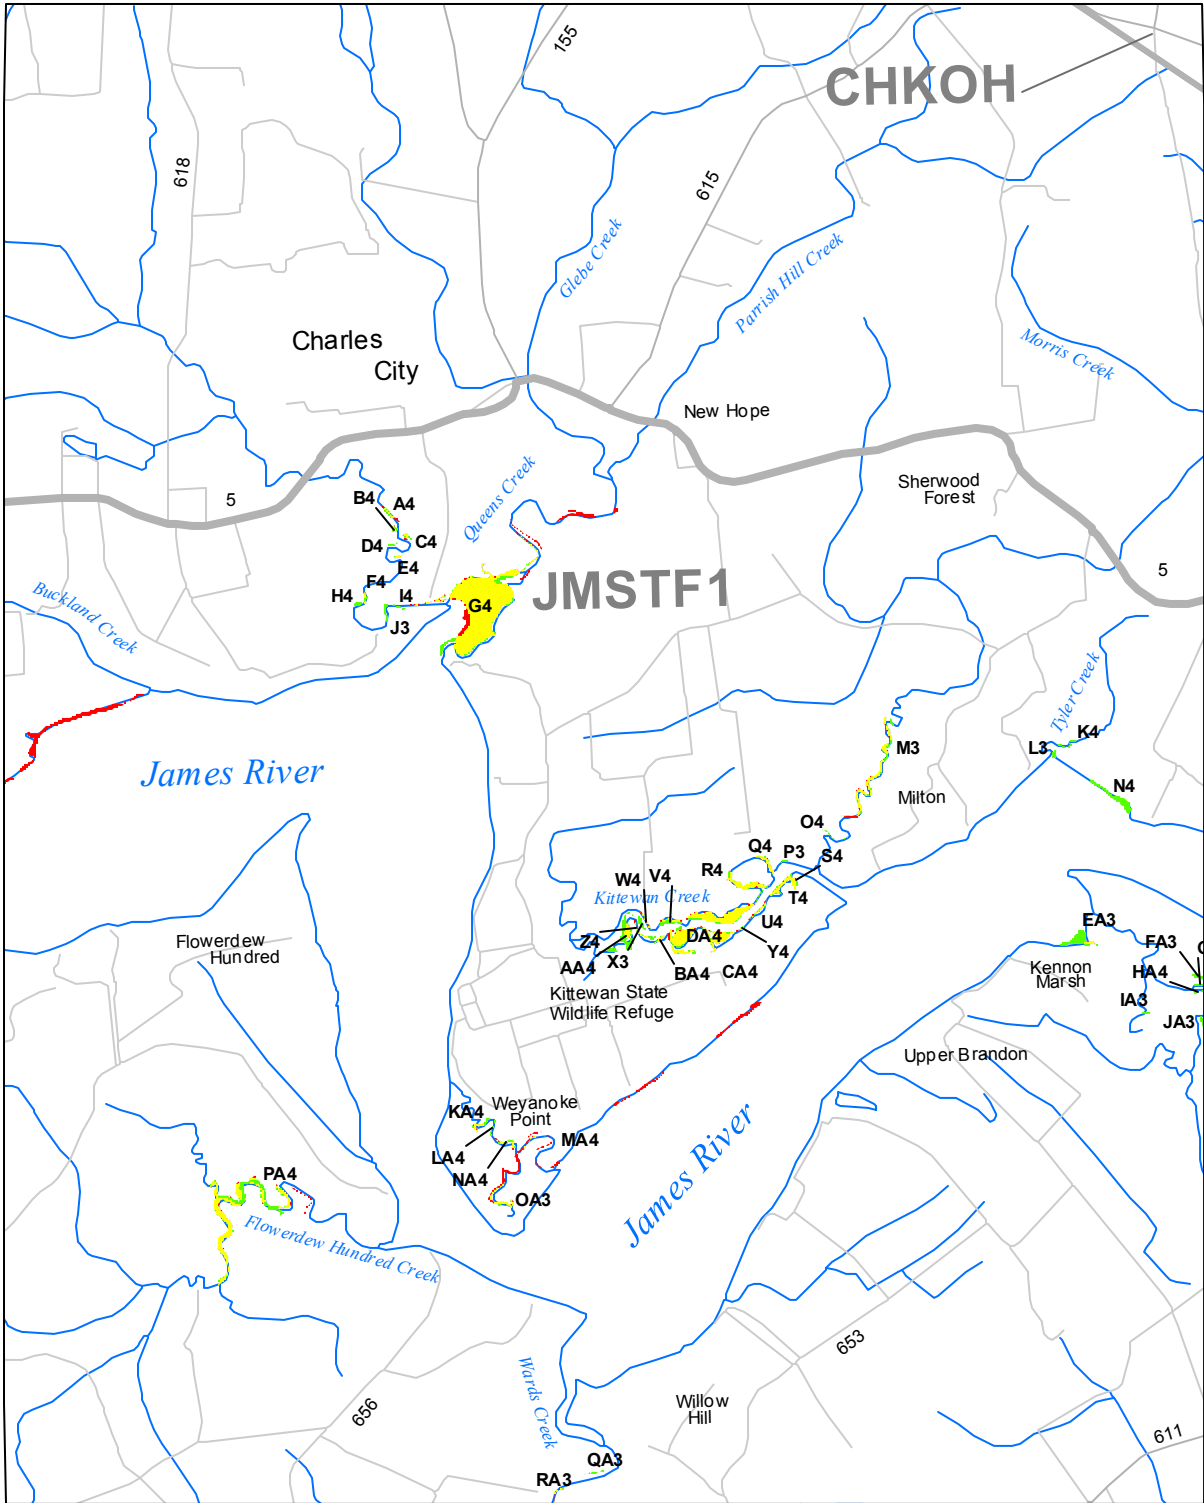 155
CHKOH
618
615
Glebe Creek
Parrish Hill Creek
Morris Creek
Charles
City
New Hope
Queens Creek
Sherwood
Forest
5
B4
A4
D4
C4
E4
F4
H4
I4
G4
J3
JMSTF1
5
Buckland Creek
Tyler Creek
K4
L3
M3
James River
N4
Milton
O4
Q4
P3
S4
R4
W4
V4
T4
Kittewan Creek
U4
Z4
DA4
Y4
AA4
X3
BA4
CA4
Kittewan State
Wildlife Refuge
Flowerdew
Hundred
EA3
FA3
Kennon
Marsh
HA4
IA3
JA3
Upper Brandon
KA4
Weyanoke
Point
LA4
MA4
NA4
OA3
PA4
James River
Flowerdew Hundred Creek
653
Wards Creek
656
Willow
Hill
611
QA3
RA3